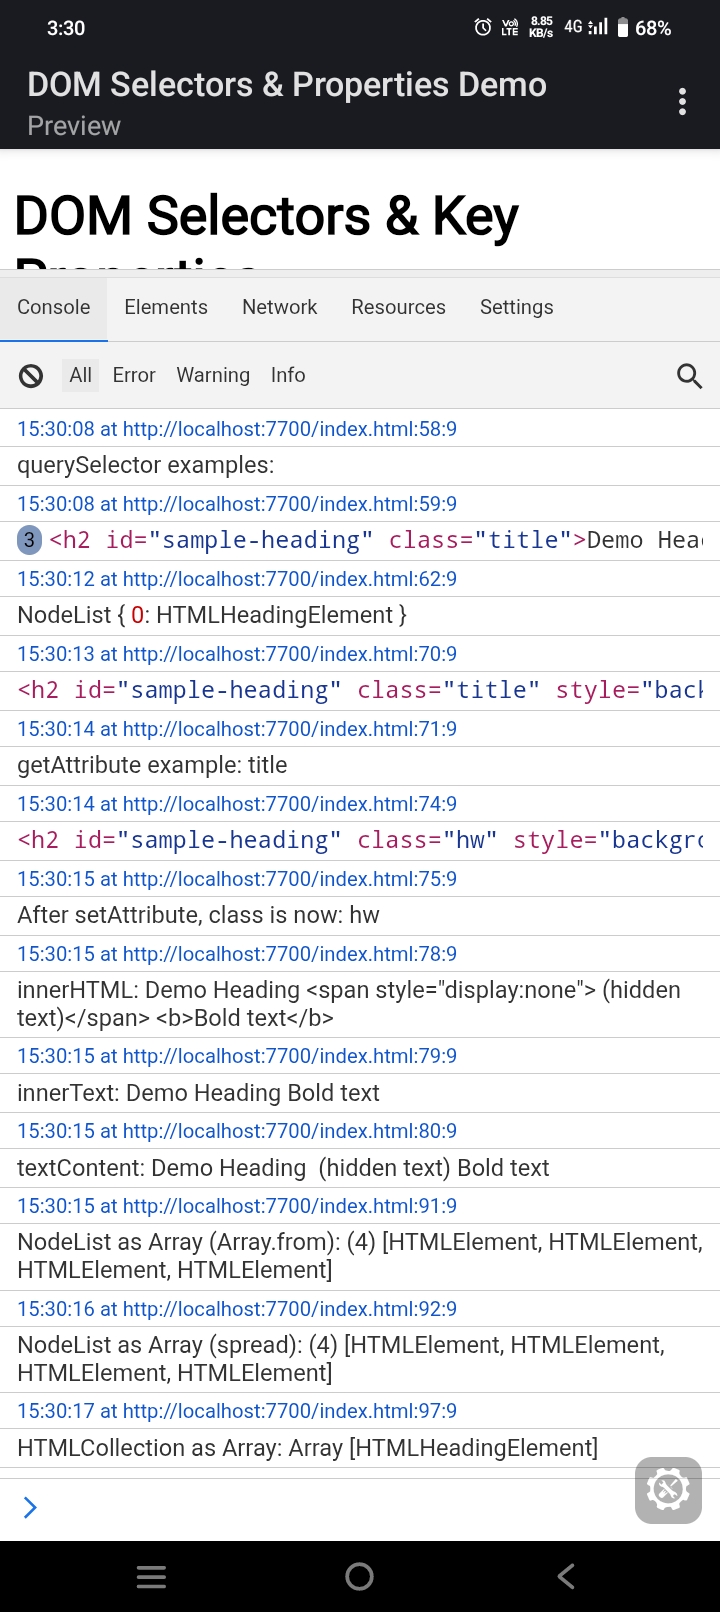 3:30 Vo) LTE 8.85 KB/s 4G 68%
DOM Selectors & Properties Demo
Preview
DOM Selectors & Key
Properties
Console Elements Network Resources Settings
All Error Warning Info
15:30:08 at http://localhost:7700/index.html:58:9
querySelector examples:
15:30:08 at http://localhost:7700/index.html:59:9
3 <h2 id="sample-heading" class="title">Demo Hea
15:30:12 at http://localhost:7700/index.html:62:9
NodeList { 0: HTMLHeadingElement }
15:30:13 at http://localhost:7700/index.html:70:9
<h2 id="sample-heading" class="title" style="back
15:30:14 at http://localhost:7700/index.html:71:9
getAttribute example: title
15:30:14 at http://localhost:7700/index.html:74:9
<h2 id="sample-heading" class="hw" style="backgro
15:30:15 at http://localhost:7700/index.html:75:9
After setAttribute, class is now: hw
15:30:15 at http://localhost:7700/index.html:78:9
innerHTML: Demo Heading <span style="display:none"> (hidden
text)</span> <b>Bold text</b>
15:30:15 at http://localhost:7700/index.html:79:9
innerText: Demo Heading Bold text
15:30:15 at http://localhost:7700/index.html:80:9
textContent: Demo Heading  (hidden text) Bold text
15:30:15 at http://localhost:7700/index.html:91:9
NodeList as Array (Array.from): (4) [HTMLElement, HTMLElement,
HTMLElement, HTMLElement]
15:30:16 at http://localhost:7700/index.html:92:9
NodeList as Array (spread): (4) [HTMLElement, HTMLElement,
HTMLElement, HTMLElement]
15:30:17 at http://localhost:7700/index.html:97:9
HTMLCollection as Array: Array [HTMLHeadingElement]